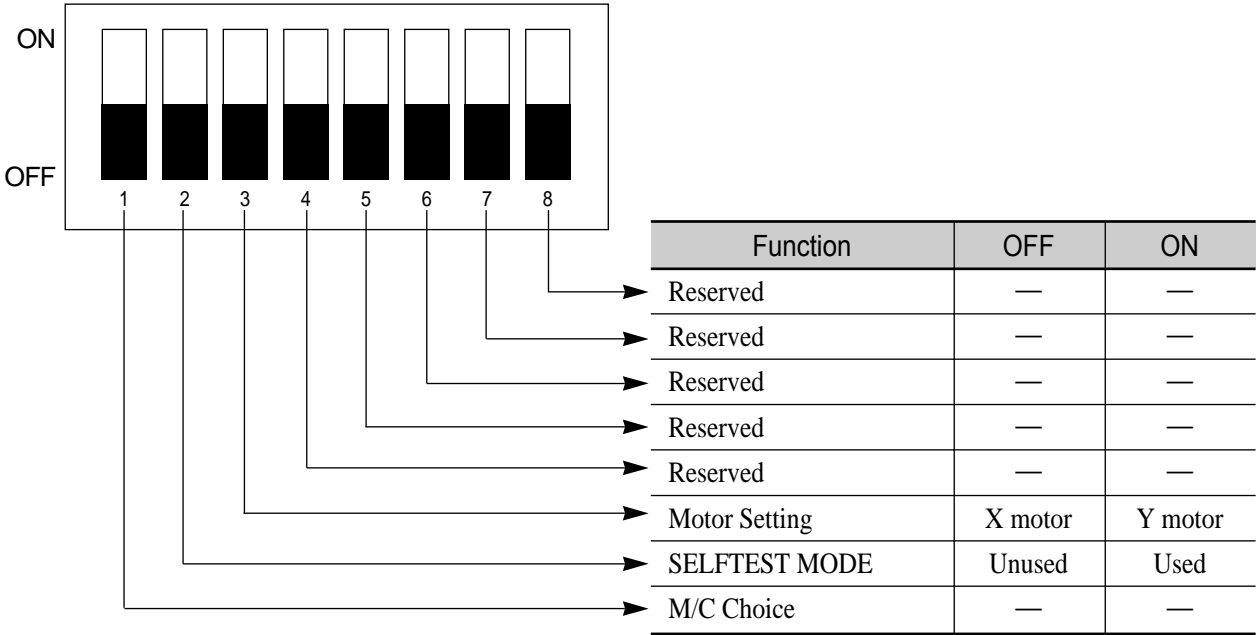 ON
OFF
1 2 3 4 5 6 7 8
Function OFF ON
Reserved — —
Reserved — —
Reserved — —
Reserved — —
Reserved — —
Motor Setting X motor Y motor
SELFTEST MODE Unused Used
M/C Choice — —